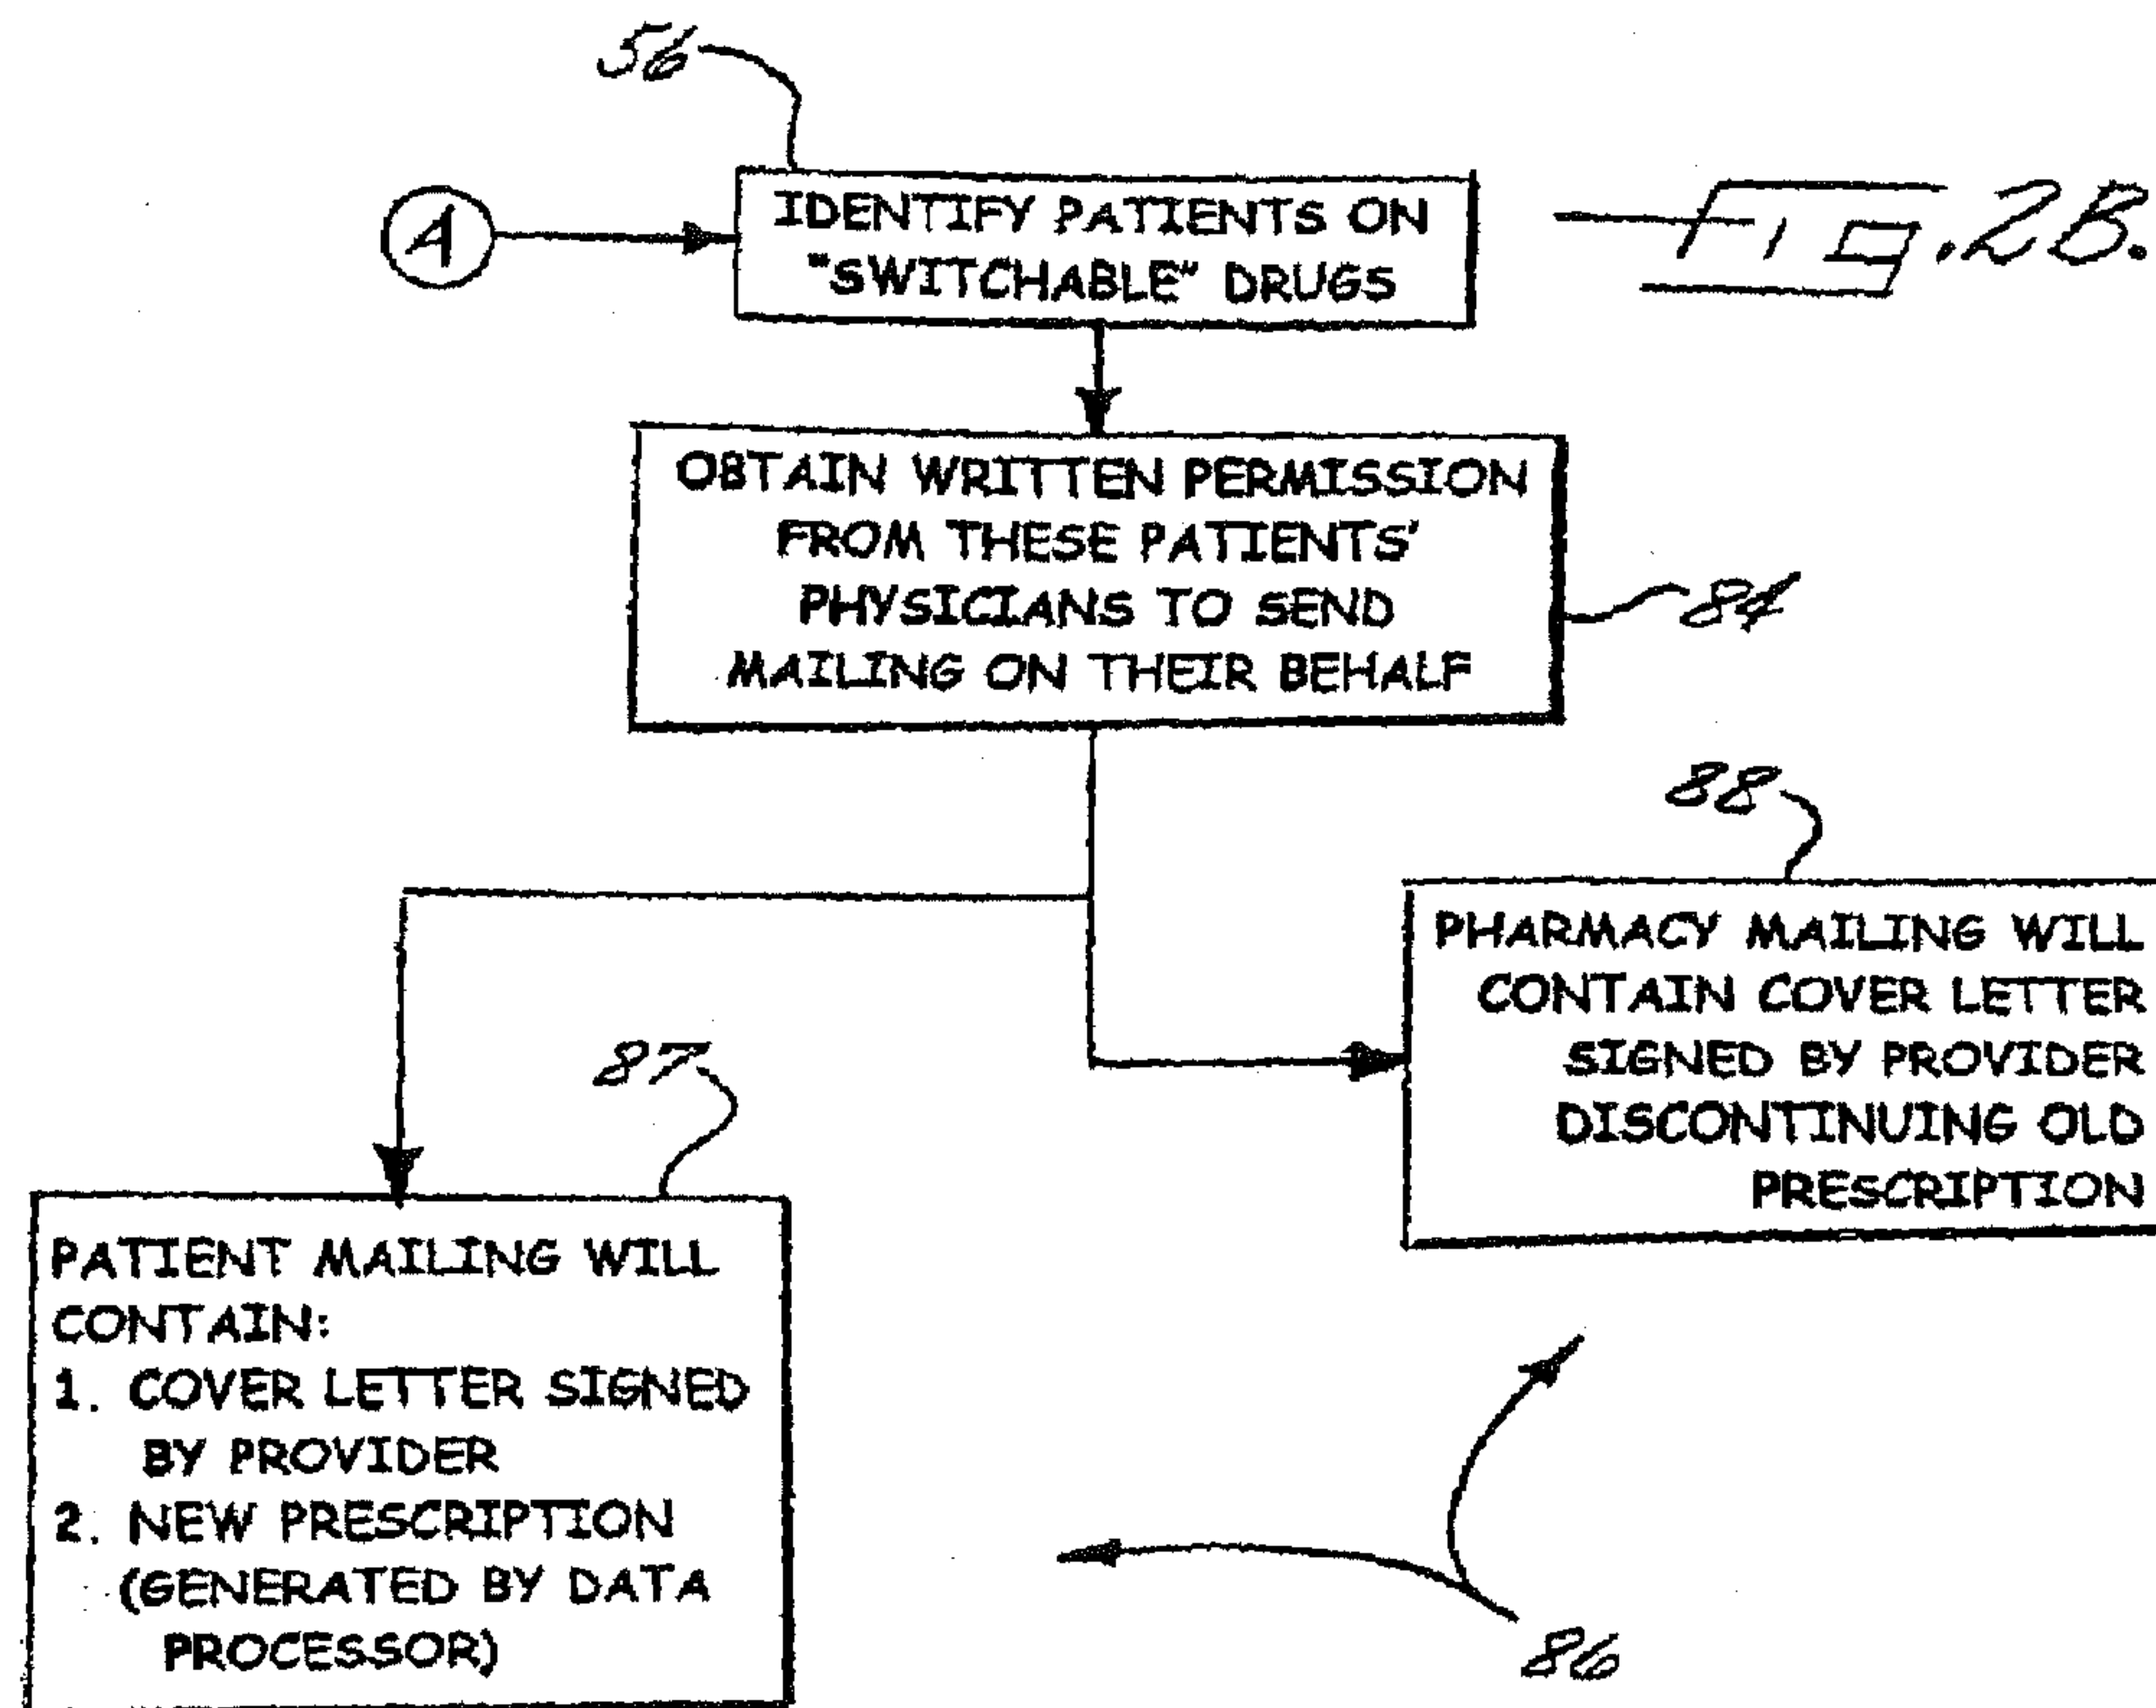 56
A
IDENTIFY PATIENTS ON
"SWITCHABLE" DRUGS
Fig. 2B.
OBTAIN WRITTEN PERMISSION
FROM THESE PATIENTS'
PHYSICIANS TO SEND
MAILING ON THEIR BEHALF
84
88
PHARMACY MAILING WILL
CONTAIN COVER LETTER
SIGNED BY PROVIDER
DISCONTINUING OLD
PRESCRIPTION
87
PATIENT MAILING WILL
CONTAIN:
1. COVER LETTER SIGNED
BY PROVIDER
2. NEW PRESCRIPTION
(GENERATED BY DATA
PROCESSOR)
86